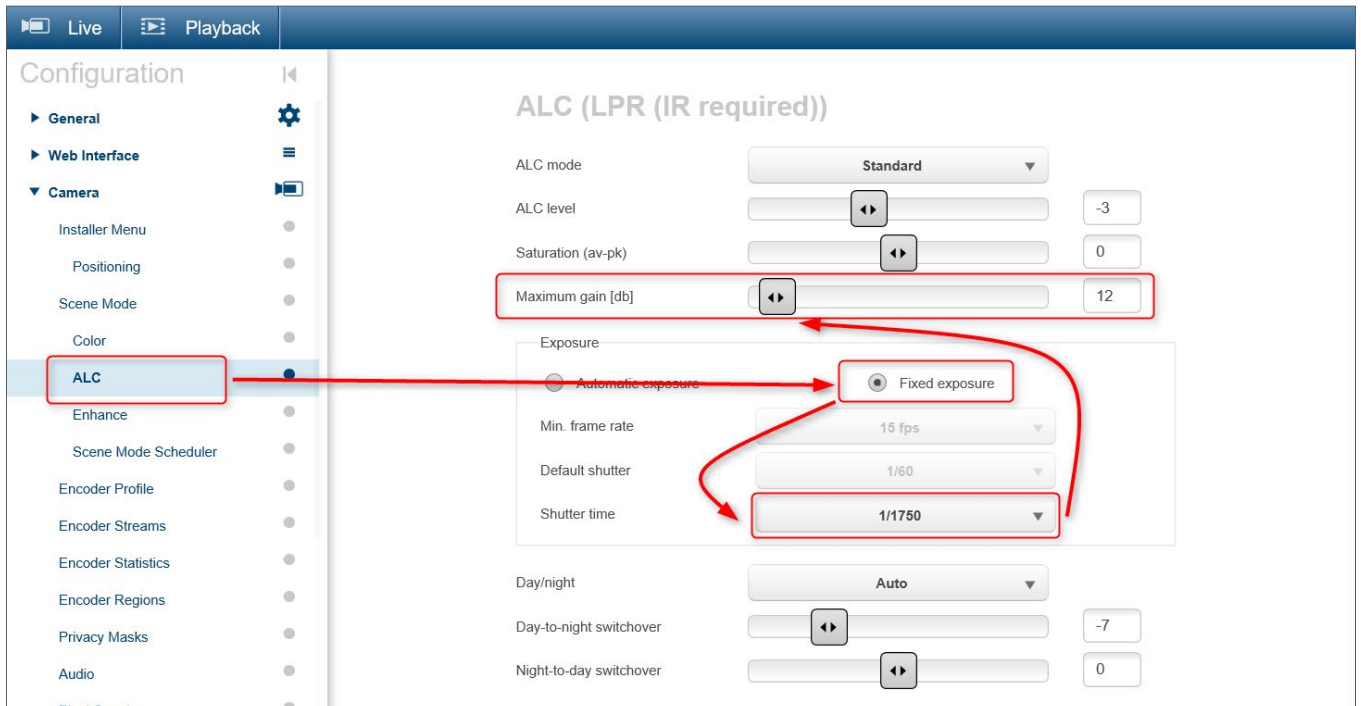 Live
Playback
Configuration
General
Web Interface
Camera
Installer Menu
Positioning
Scene Mode
Color
ALC
Enhance
Scene Mode Scheduler
Encoder Profile
Encoder Streams
Encoder Statistics
Encoder Regions
Privacy Masks
Audio
ALC (LPR (IR required))
ALC mode Standard
ALC level -3
Saturation (av-pk) 0
Maximum gain [db] 12
Exposure
Automatic exposure Fixed exposure
Min. frame rate 15 fps
Default shutter 1/60
Shutter time 1/1750
Day/night Auto
Day-to-night switchover -7
Night-to-day switchover 0